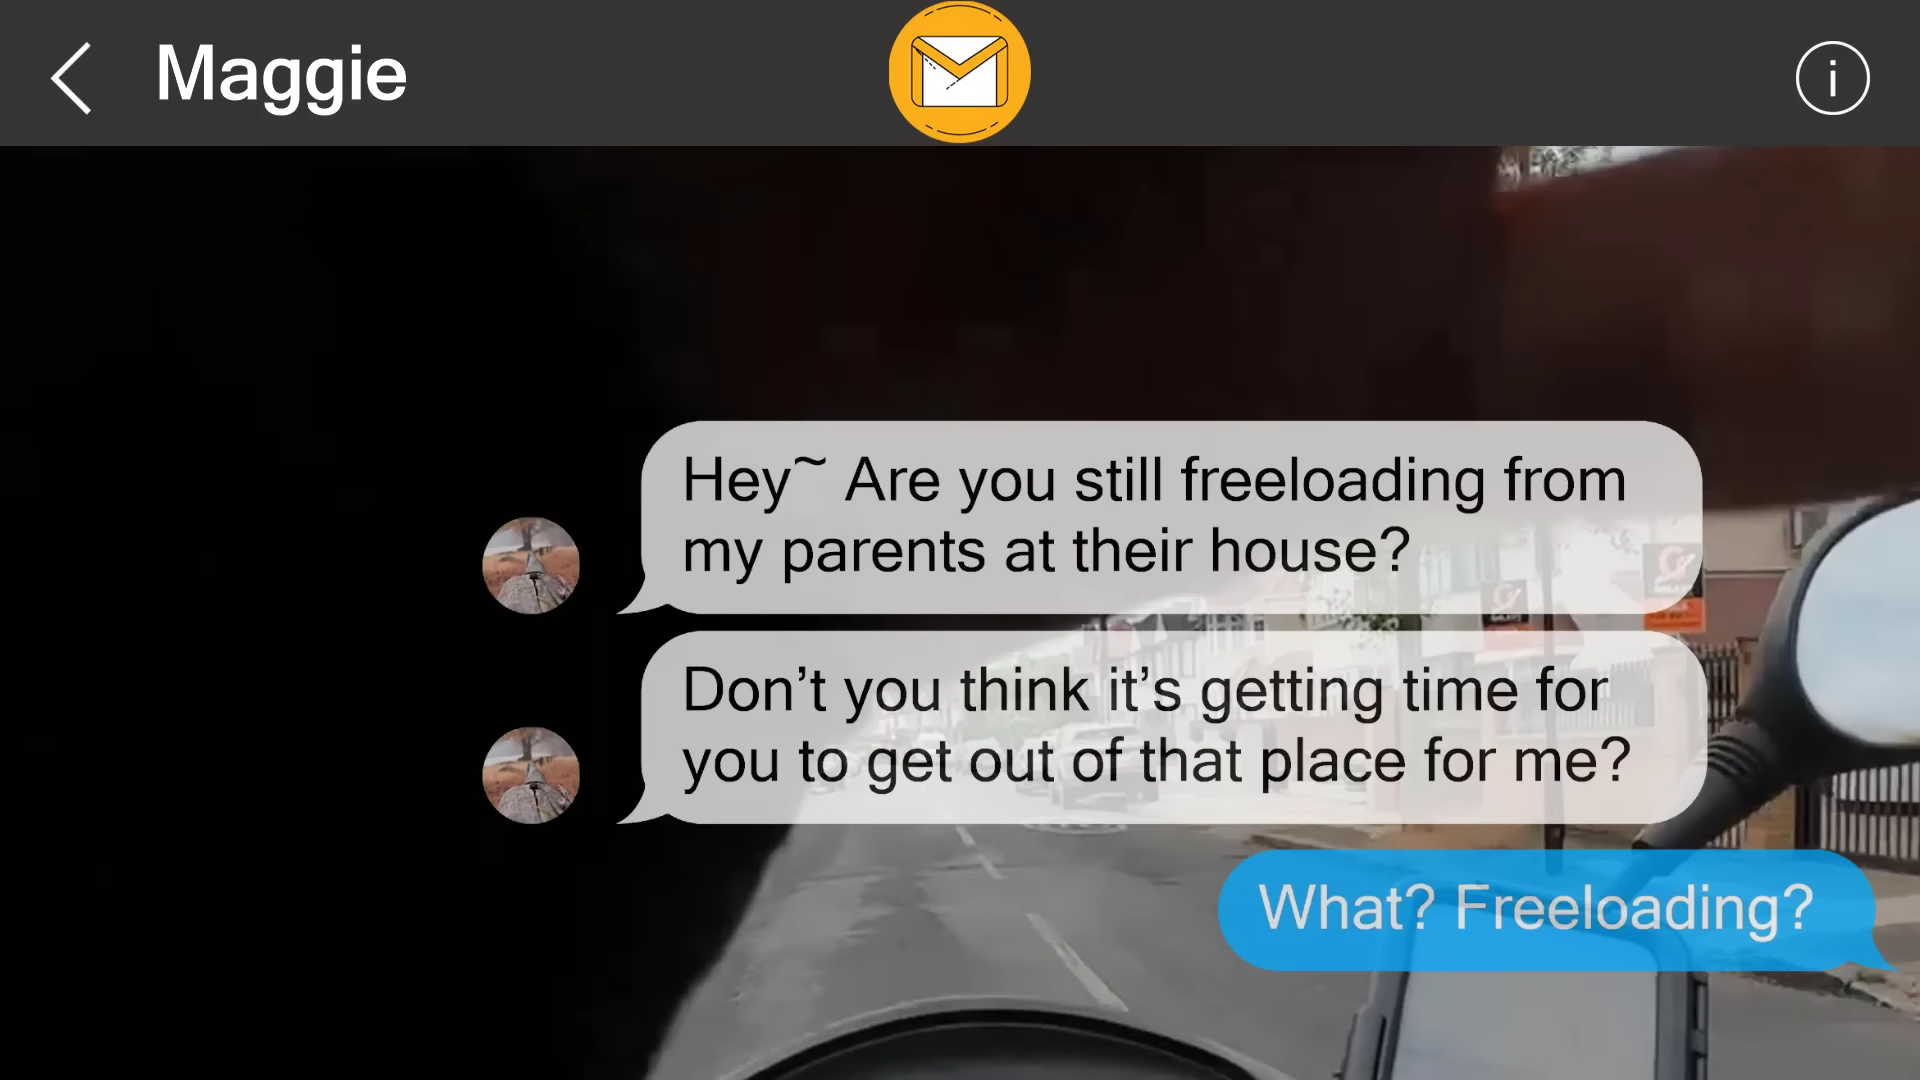 Maggie
Hey~ Are you still freeloading from
my parents at their house?
Don’t you think it’s getting time for
you to get out of that place for me?
What? Freeloading?